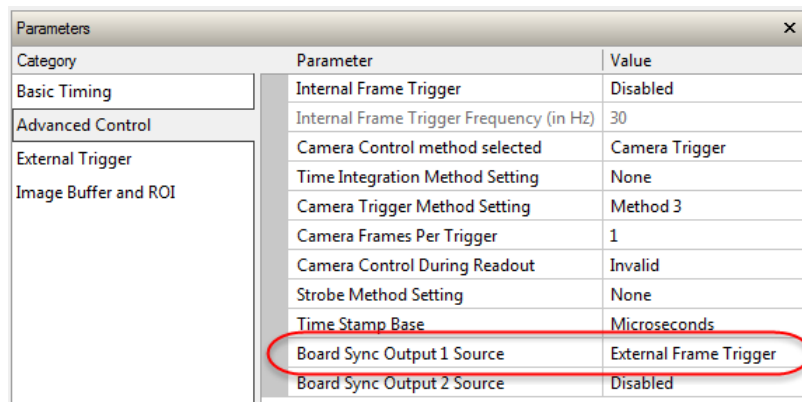 Parameters ×
Category Parameter Value
Basic Timing Internal Frame Trigger Disabled
Advanced Control Internal Frame Trigger Frequency (in Hz) 30
External Trigger Camera Control method selected Camera Trigger
Image Buffer and ROI Time Integration Method Setting None
Camera Trigger Method Setting Method 3
Camera Frames Per Trigger 1
Camera Control During Readout Invalid
Strobe Method Setting None
Time Stamp Base Microseconds
Board Sync Output 1 Source External Frame Trigger
Board Sync Output 2 Source Disabled